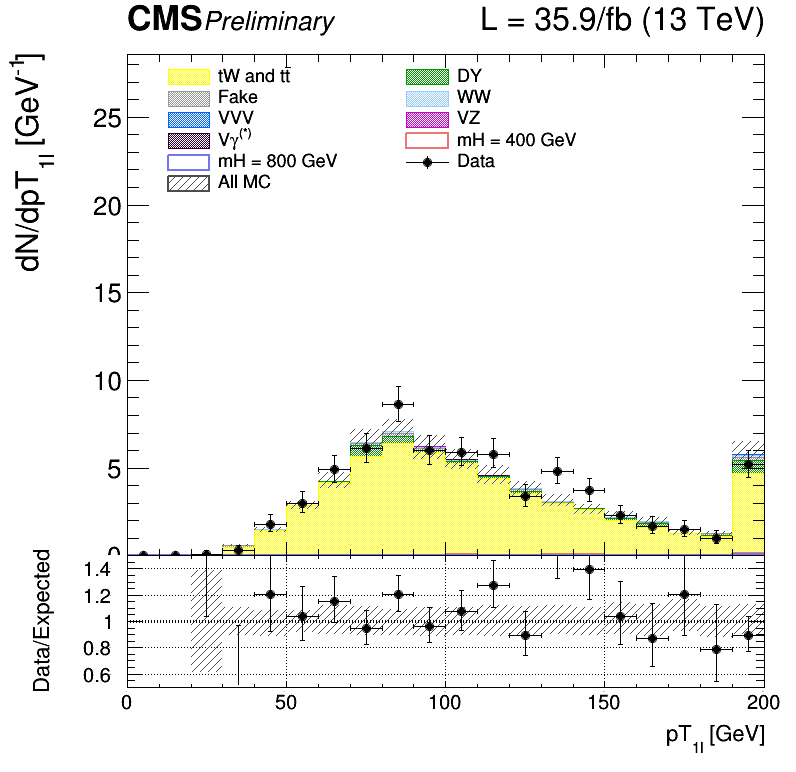 CMS Preliminary L = 35.9/fb (13 TeV)
dN/dpT_1l [GeV^-1]
tW and tt DY
Fake WW
VVV VZ
Vγ(*) mH = 400 GeV
mH = 800 GeV Data
All MC
25
20
15
10
5
0
Data/Expected
1.4
1.2
1
0.8
0.6
0 50 100 150 200
pT_1l [GeV]